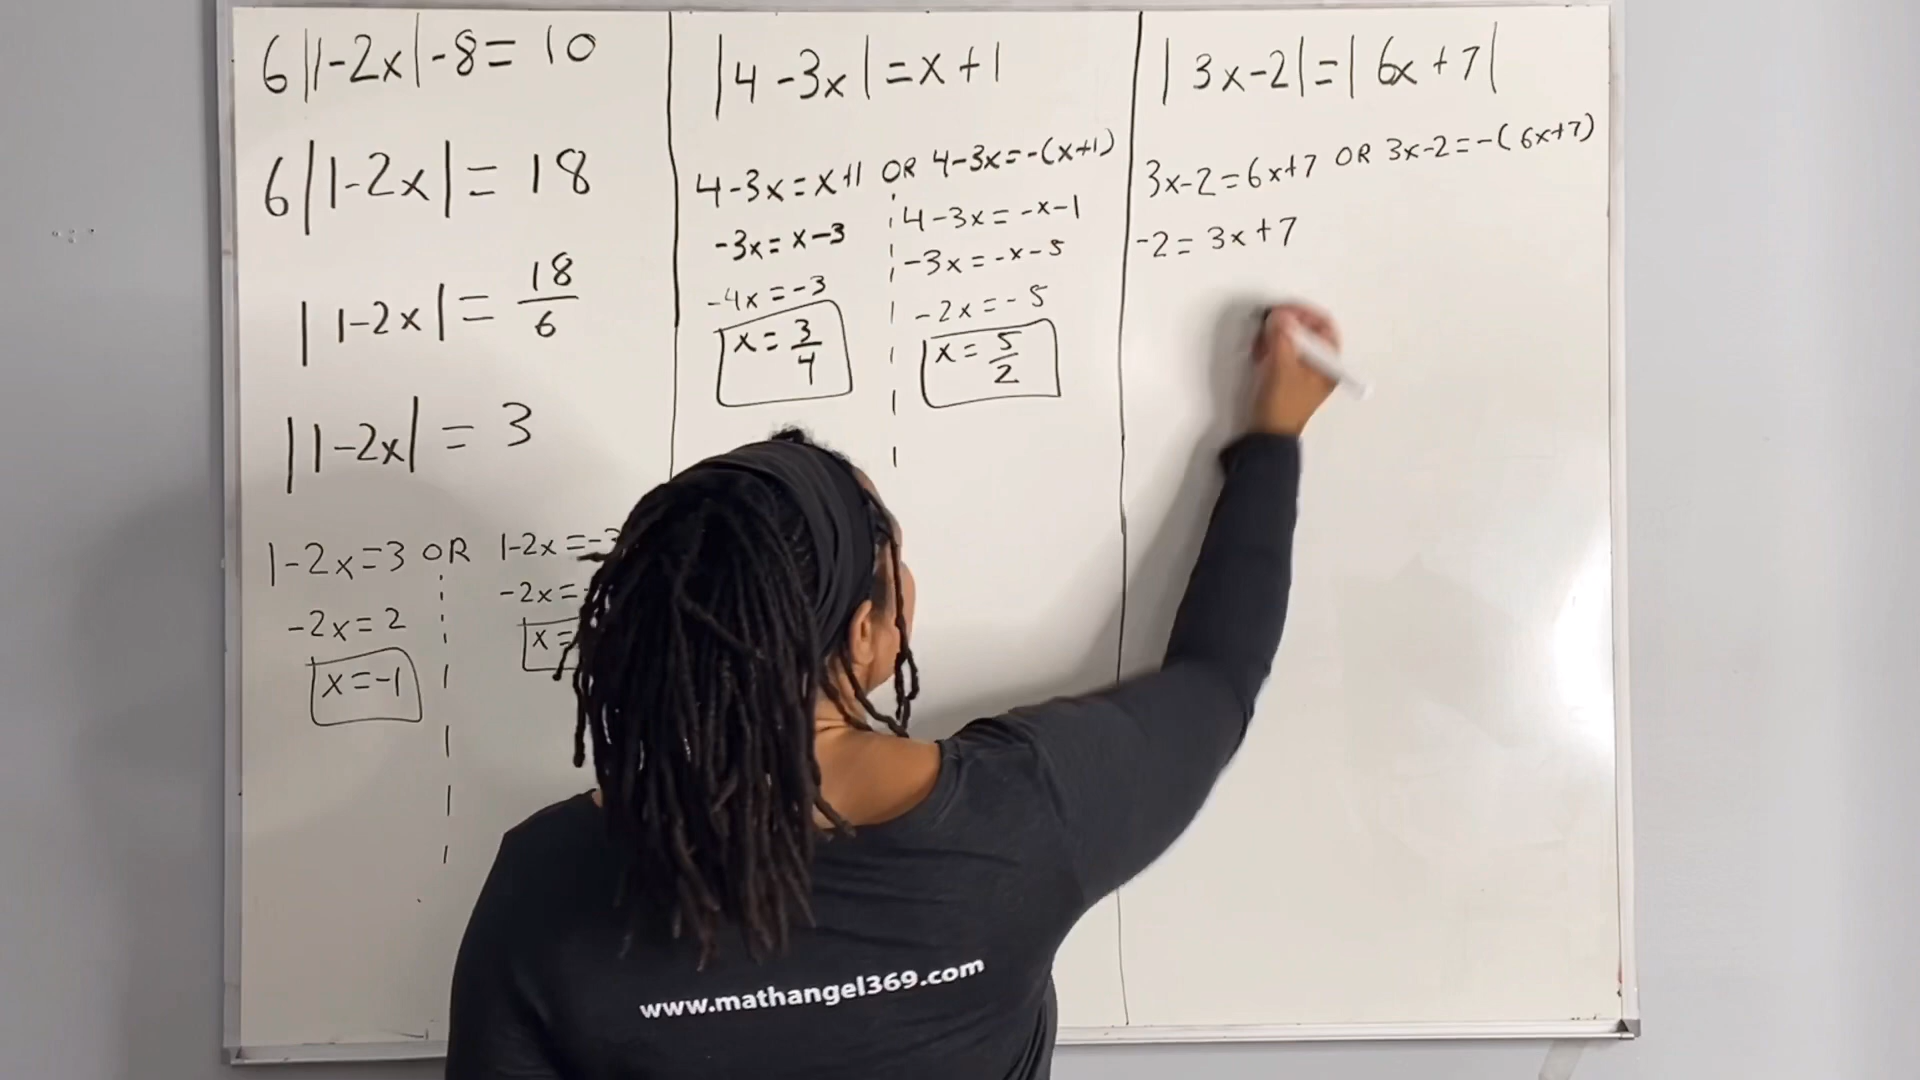 6|1-2x|-8= 10
6|1-2x|= 18
|1-2x|= 18/6
|1-2x| = 3
1-2x=3 OR 1-2x=-3
-2x=2
-2x=
x=-1
x=
|4-3x|=x+1
4-3x=x+1 OR 4-3x=-(x+1)
-3x=x-3
-4x=-3
x=3/4
4-3x=-x-1
-3x=-x-5
-2x=-5
x=5/2
|3x-2|=|6x+7|
3x-2=6x+7 OR 3x-2=-(6x+7)
-2=3x+7
www.mathangel369.com